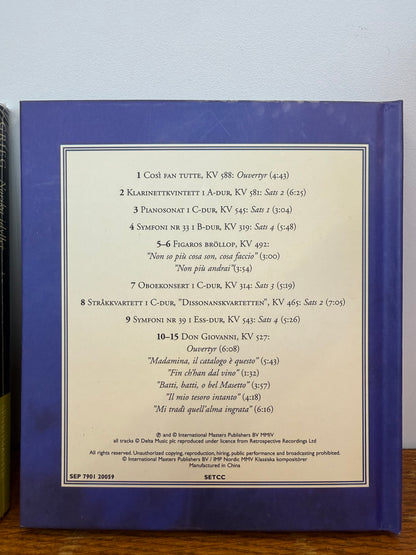 GRIEG
1 Così fan tutte, KV 588: Ouvertyr (4:43)
2 Klarinettkvintett i A-dur, KV 581: Sats 2 (6:25)
3 Pianosonat i C-dur, KV 545: Sats 1 (3:04)
4 Symfoni nr 33 i B-dur, KV 319: Sats 4 (5:48)
5–6 Figaros bröllop, KV 492:
"Non so più cosa son, cosa faccio" (3:00)
"Non più andrai"(3:54)
7 Oboekonsert i C-dur, KV 314: Sats 3 (5:19)
8 Stråkkvartett i C-dur, "Dissonanskvartetten", KV 465: Sats 2 (7:05)
9 Symfoni nr 39 i Ess-dur, KV 543: Sats 4 (5:26)
10–15 Don Giovanni, KV 527:
Ouvertyr (6:08)
"Madamina, il catalogo è questo" (5:43)
"Fin ch'han dal vino" (1:32)
"Batti, batti, o bel Masetto" (3:57)
"Il mio tesoro intanto" (4:18)
"Mi tradì quell'alma ingrata" (6:16)
℗ and © International Masters Publishers BV MMIV
all tracks © Delta Music plc reproduced under licence from Retrospective Recordings Ltd
All rights reserved. Unauthorized copying, reproduction, hiring, public performance and broadcasting prohibited.
© International Masters Publishers BV / IMP Nordic MMV Klassiska kompositörer
Manufactured in China
SEP 7901 20059
SETCC